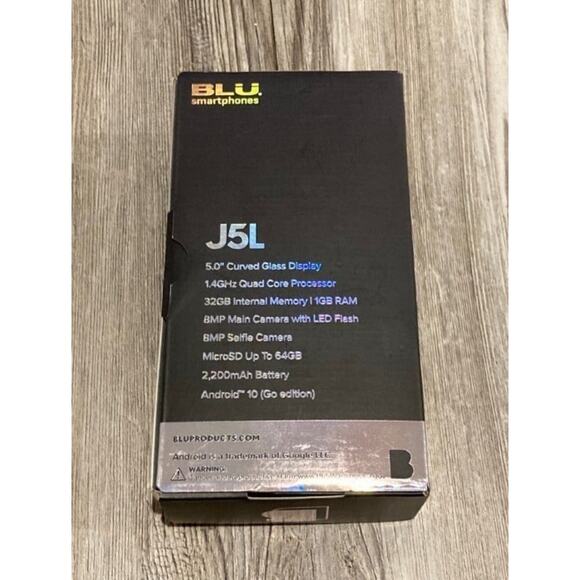 BLU.
smartphones
J5L
5.0" Curved Glass Display
1.4GHz Quad Core Processor
32GB Internal Memory | 1GB RAM
8MP Main Camera with LED Flash
8MP Selfie Camera
MicroSD Up To 64GB
2,200mAh Battery
Android™ 10 (Go edition)
BLUPRODUCTS.COM
Android is a trademark of Google LLC
WARNING:
B